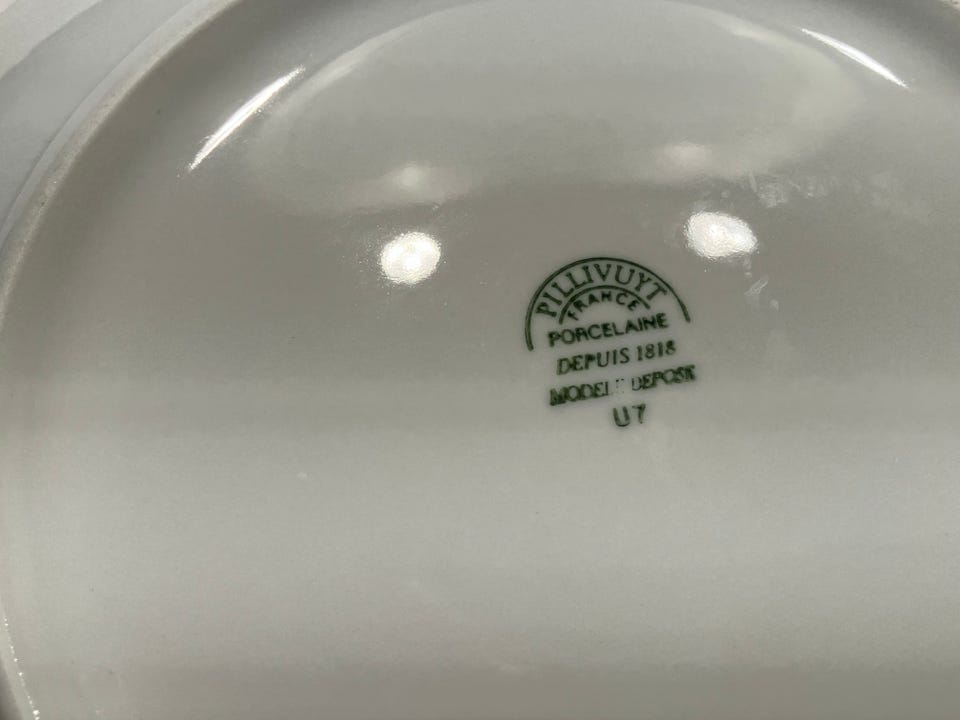 PILLIVUYT
FRANCE
PORCELAINE
DEPUIS 1818
U7